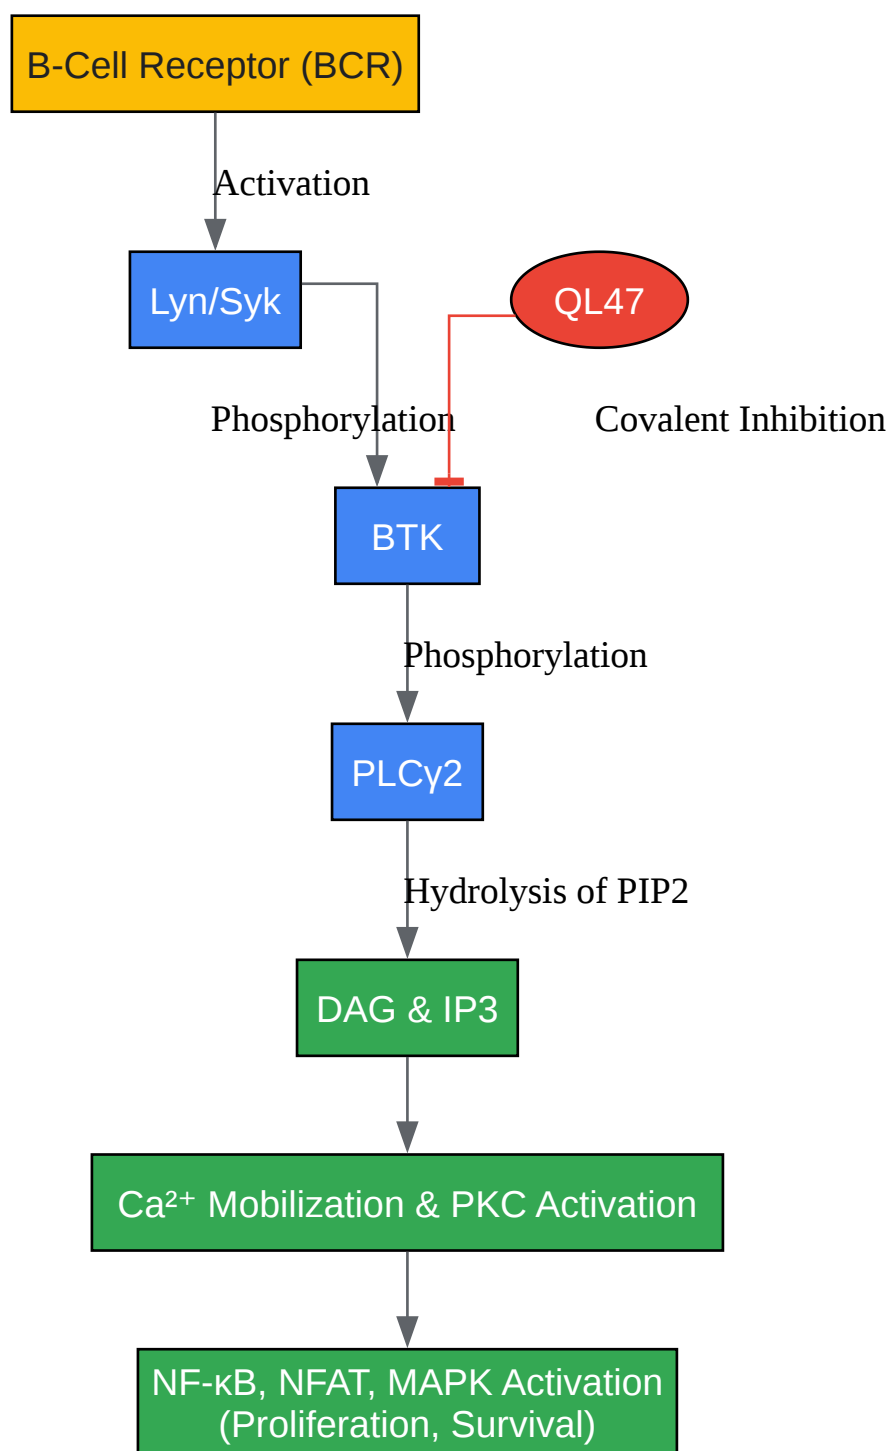 B-Cell Receptor (BCR)
Activation
Lyn/Syk
QL47
Phosphorylation
Covalent Inhibition
BTK
Phosphorylation
PLCγ2
Hydrolysis of PIP2
DAG & IP3
Ca²⁺ Mobilization & PKC Activation
NF-κB, NFAT, MAPK Activation
(Proliferation, Survival)